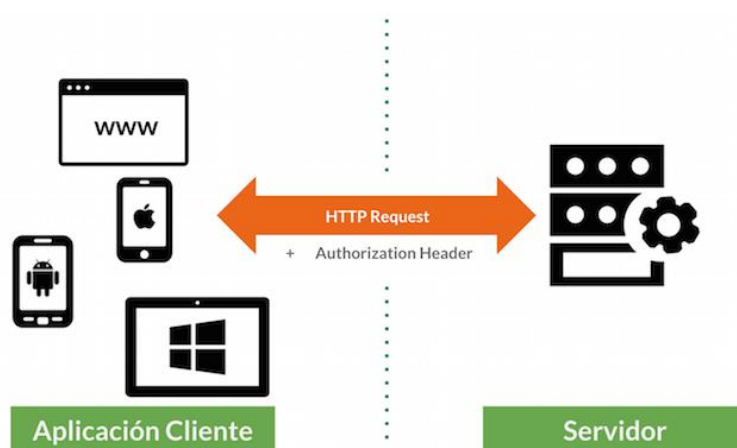 www
HTTP Request
+ Authorization Header
Aplicación Cliente
Servidor